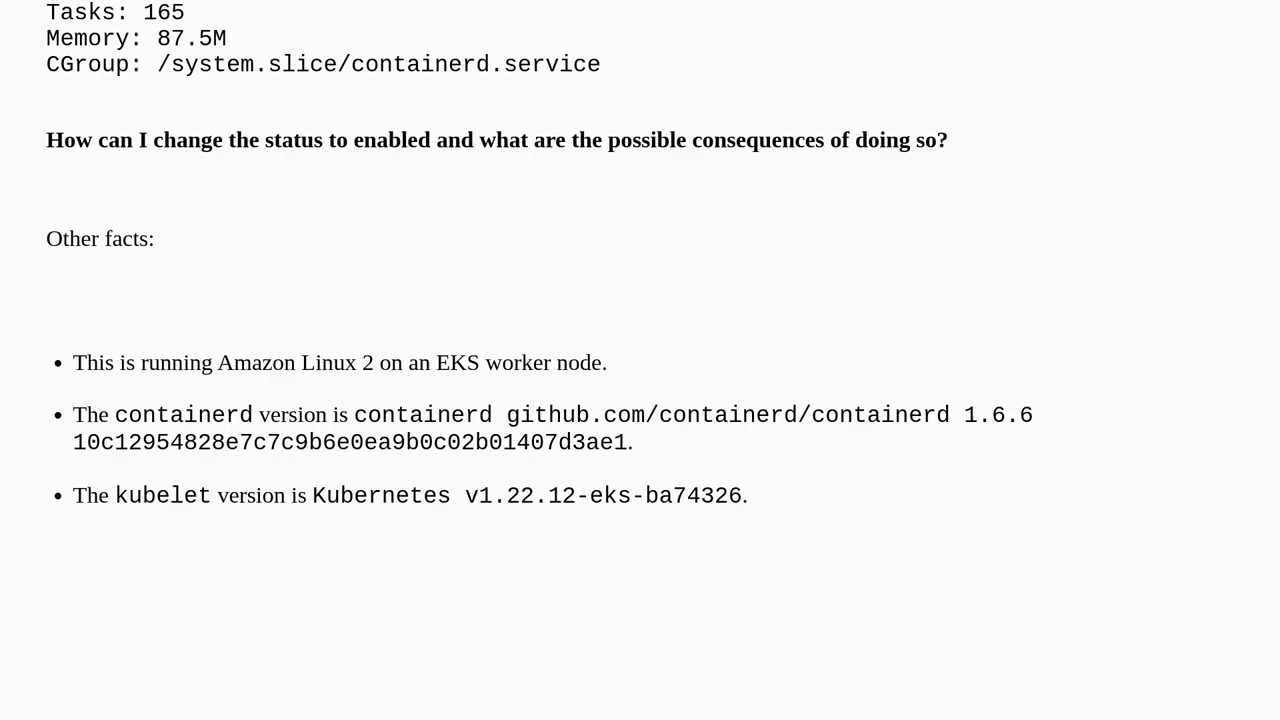 Tasks: 165
Memory: 87.5M
CGroup: /system.slice/containerd.service
How can I change the status to enabled and what are the possible consequences of doing so?
Other facts:
• This is running Amazon Linux 2 on an EKS worker node.
• The containerd version is containerd github.com/containerd/containerd 1.6.6
10c12954828e7c7c9b6e0ea9b0c02b01407d3ae1.
• The kubelet version is Kubernetes v1.22.12-eks-ba74326.